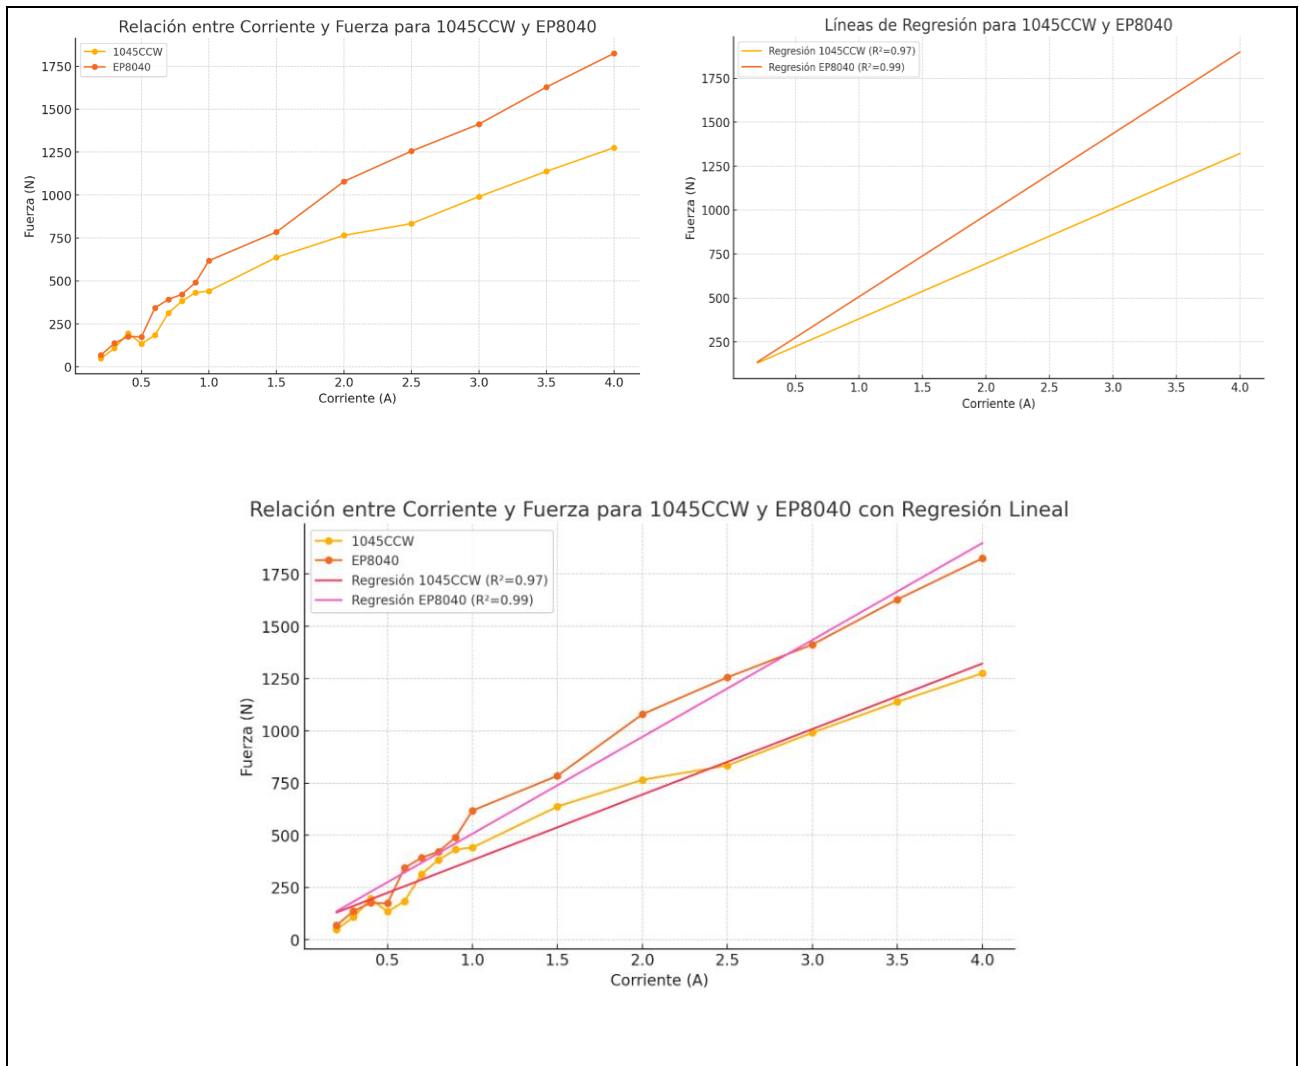 Relación entre Corriente y Fuerza para 1045CCW y EP8040
1045CCW
EP8040
1750
1500
1250
1000
750
500
250
0
Fuerza (N)
0.5 1.0 1.5 2.0 2.5 3.0 3.5 4.0
Corriente (A)
Líneas de Regresión para 1045CCW y EP8040
Regresión 1045CCW (R²=0.97)
Regresión EP8040 (R²=0.99)
1750
1500
1250
1000
750
500
250
Fuerza (N)
0.5 1.0 1.5 2.0 2.5 3.0 3.5 4.0
Corriente (A)
Relación entre Corriente y Fuerza para 1045CCW y EP8040 con Regresión Lineal
1045CCW
EP8040
Regresión 1045CCW (R²=0.97)
Regresión EP8040 (R²=0.99)
1750
1500
1250
1000
750
500
250
0
Fuerza (N)
0.5 1.0 1.5 2.0 2.5 3.0 3.5 4.0
Corriente (A)